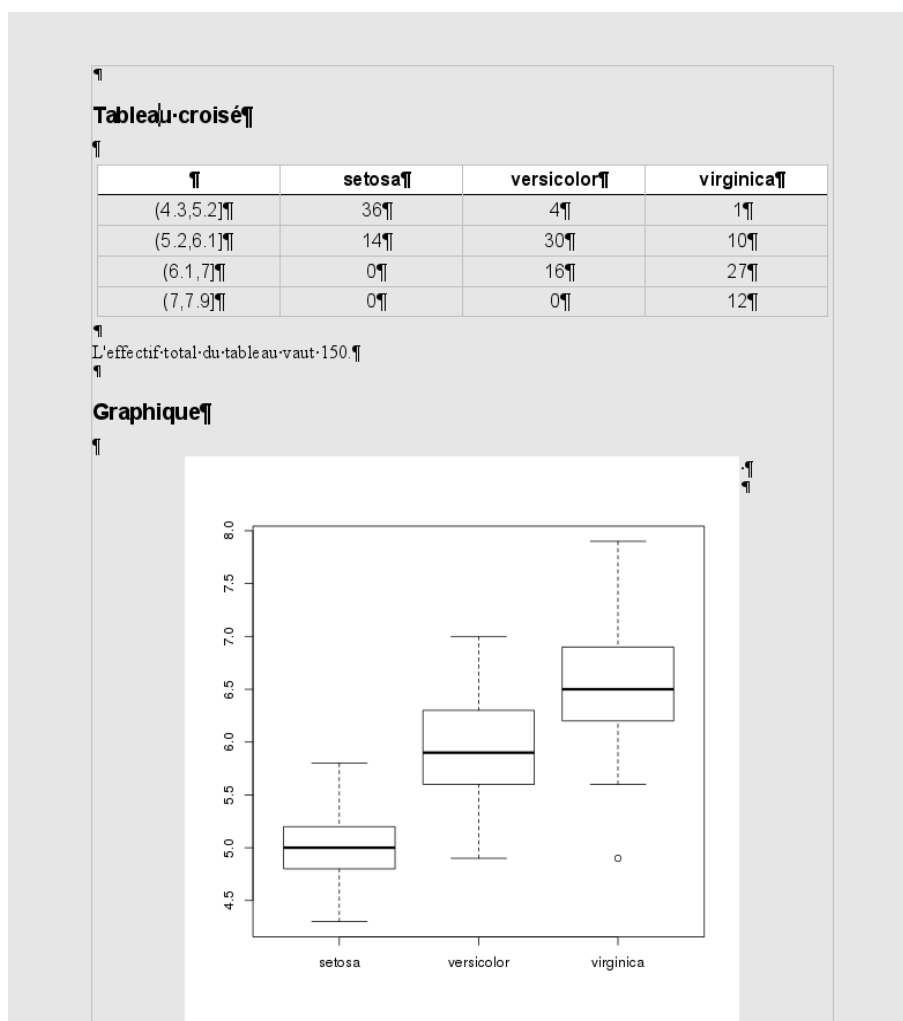 ¶
Tableau·croisé¶
¶
¶ setosa¶ versicolor¶ virginica¶
(4.3,5.2]¶ 36¶ 4¶ 1¶
(5.2,6.1]¶ 14¶ 30¶ 10¶
(6.1,7]¶ 0¶ 16¶ 27¶
(7,7.9]¶ 0¶ 0¶ 12¶
¶
L'effectif·total·du·tableau·vaut·150.¶
¶
Graphique¶
¶
·¶
¶
8.0
7.5
7.0
6.5
6.0
5.5
5.0
4.5
setosa versicolor virginica